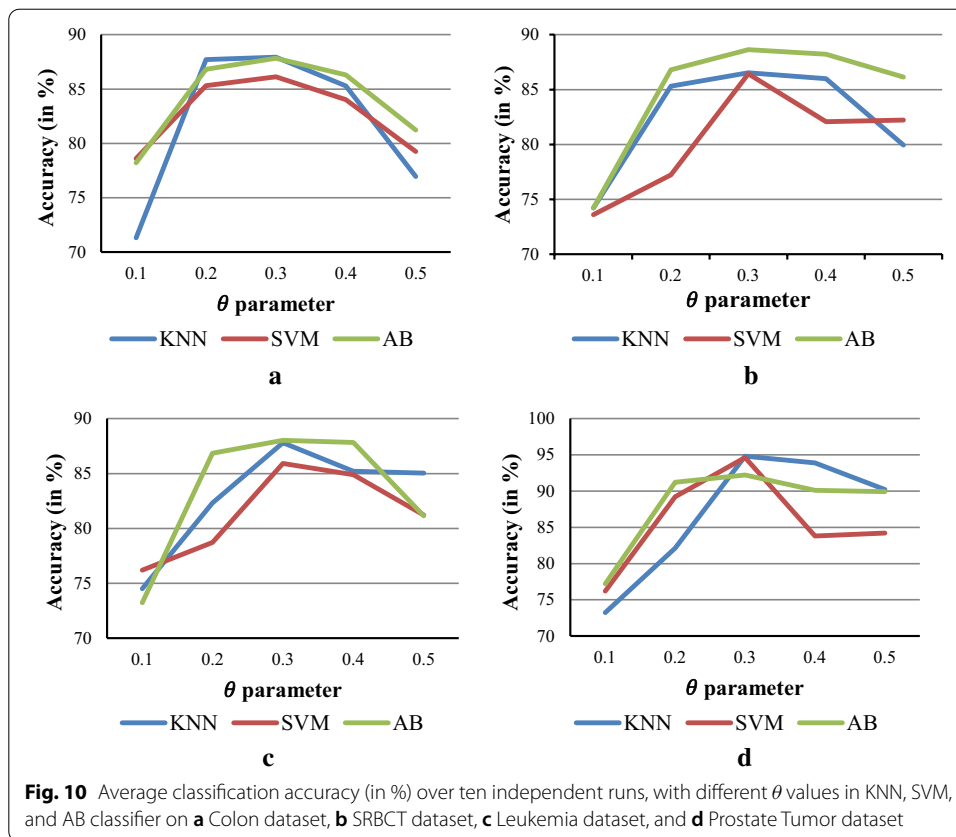 90
85
80
75
70
Accuracy (in %)
0.1 0.2 0.3 0.4 0.5
θ parameter
KNN SVM AB
a
90
85
80
75
70
Accuracy (in %)
0.1 0.2 0.3 0.4 0.5
θ parameter
KNN SVM AB
b
90
85
80
75
70
Accuracy (in %)
0.1 0.2 0.3 0.4 0.5
θ parameter
KNN SVM AB
c
100
95
90
85
80
75
70
Accuracy (in %)
0.1 0.2 0.3 0.4 0.5
θ parameter
KNN SVM AB
d
Fig. 10 Average classification accuracy (in %) over ten independent runs, with different θ values in KNN, SVM,
and AB classifier on a Colon dataset, b SRBCT dataset, c Leukemia dataset, and d Prostate Tumor dataset